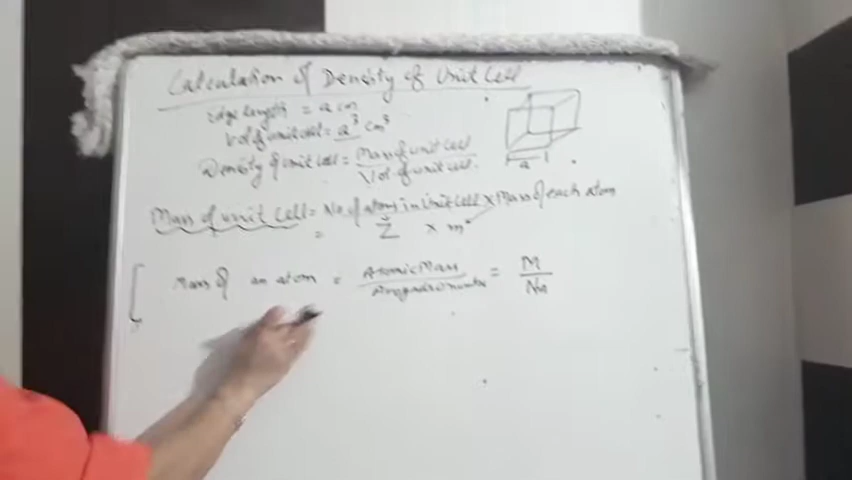 Calculation of Density of Unit Cell
Edge length = a cm
Vol of unit cell = a³ cm³
Density of unit cell = Mass of unit cell / Vol of unit cell.
a
Mass of unit cell = No of atoms in Unit Cell × Mass of each atom
= Z × m
Mass of an atom = Atomic Mass / Avogadro number = M / NA